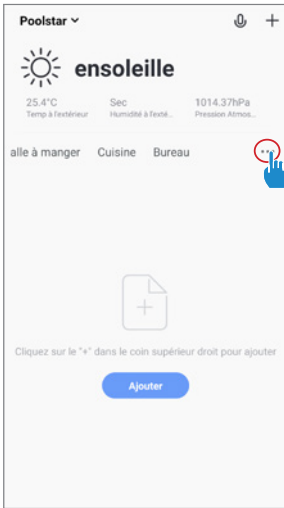 Poolstar
ensoleille
25.4°C Sec 1014.37hPa
Temp à l'extérieur Humidité à l'exté... Pression Atmos...
alle à manger Cuisine Bureau
Cliquez sur le "+" dans le coin supérieur droit pour ajouter
Ajouter